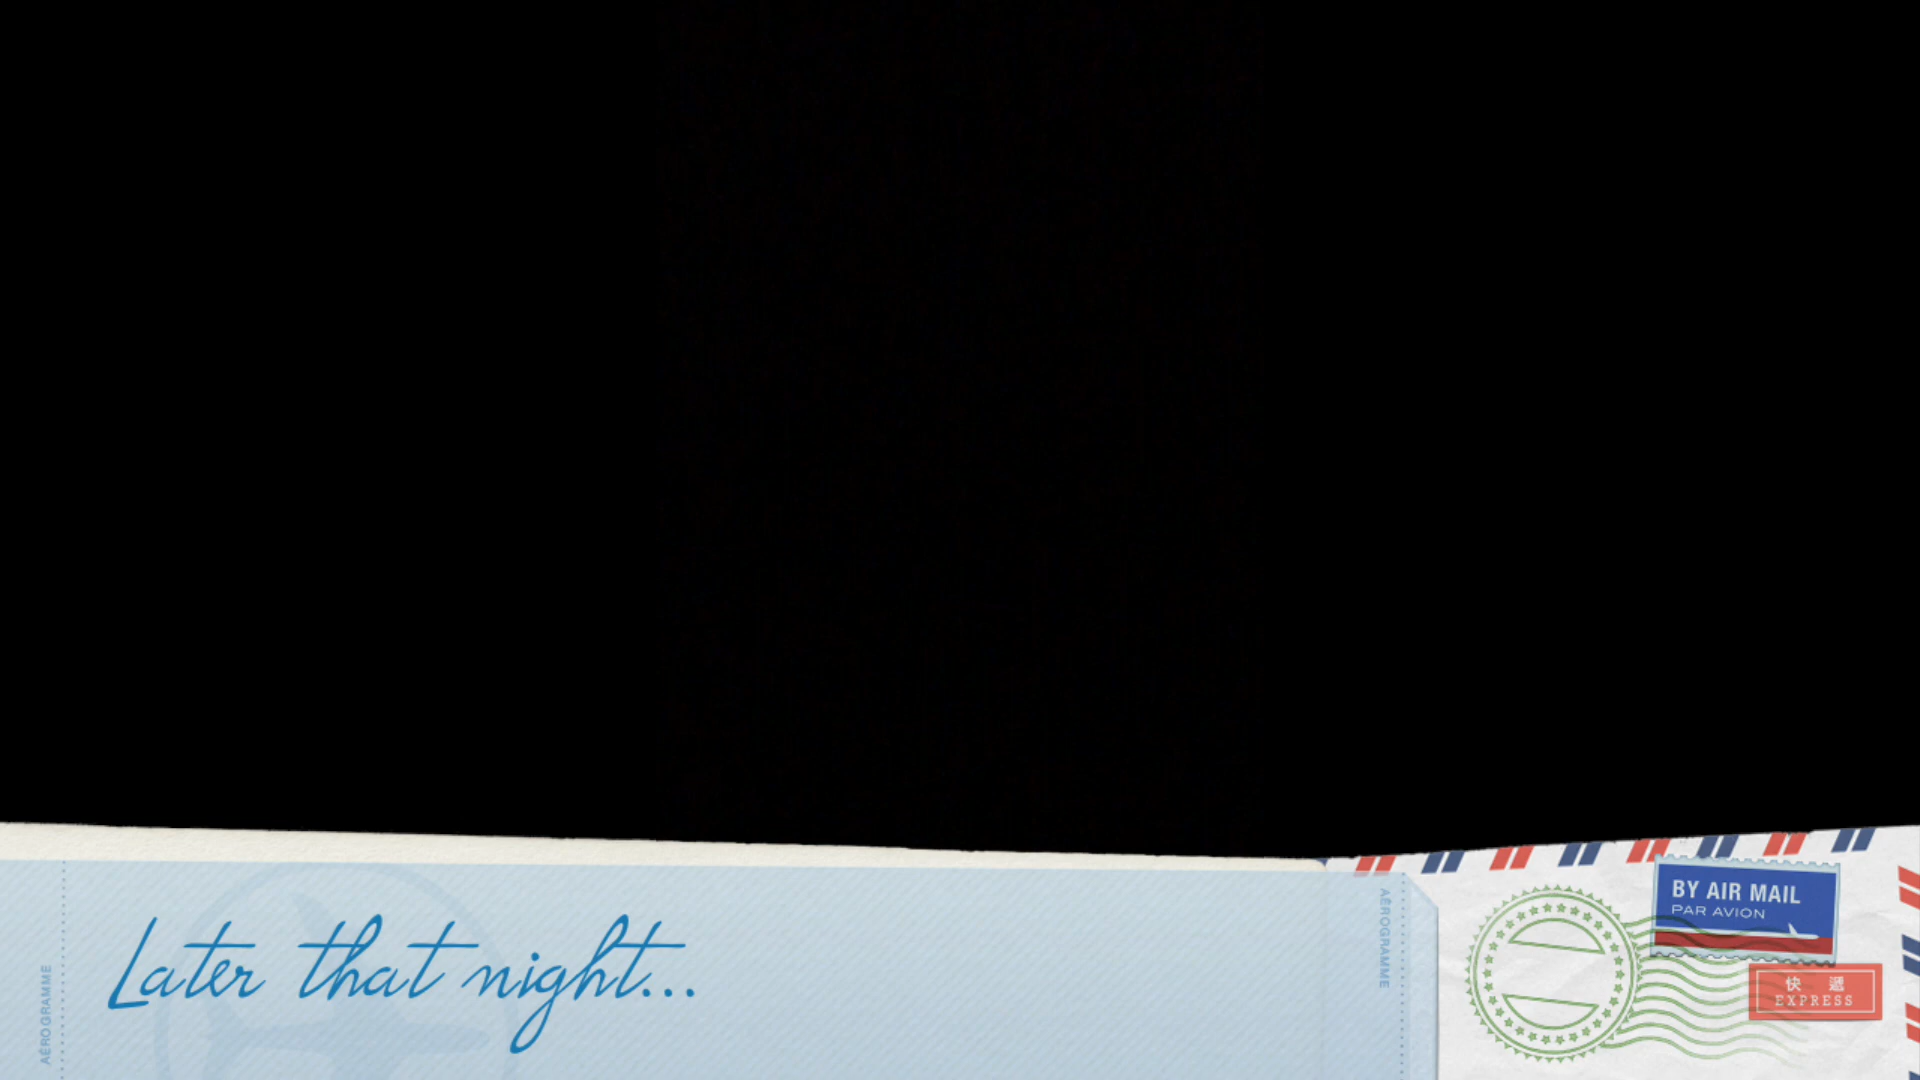 Later that night...
AÉROGRAMME
AÉROGRAMME
BY AIR MAIL
PAR AVION
快 遞
EXPRESS